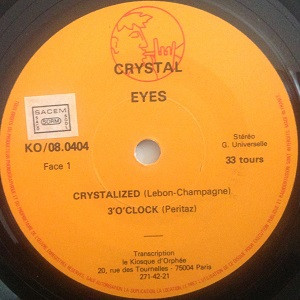 CRYSTAL
EYES
SACEM
SDRM
KO/08.0404
Stéréo
G. Universelle
Face 1
33 tours
CRYSTALIZED (Lebon-Champagne)
3'O'CLOCK (Peritaz)
Transcription
le Kiosque d'Orphée
20, rue des Tournelles - 75004 Paris
271-42-21